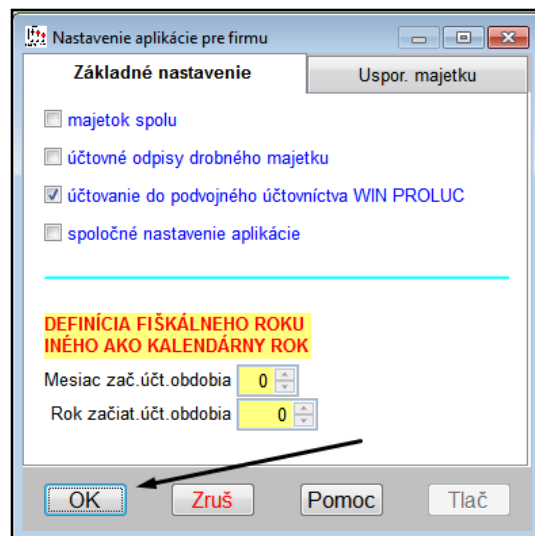 Nastavenie aplikácie pre firmu
Základné nastavenie
Uspor. majetku
majetok spolu
účtovné odpisy drobného majetku
účtovanie do podvojného účtovníctva WIN PROLUC
spoločné nastavenie aplikácie
DEFINÍCIA FIŠKÁLNEHO ROKU
INÉHO AKO KALENDÁRNY ROK
Mesiac zač.účt.obdobia 0
Rok začiat.účt.obdobia 0
OK Zruš Pomoc Tlač